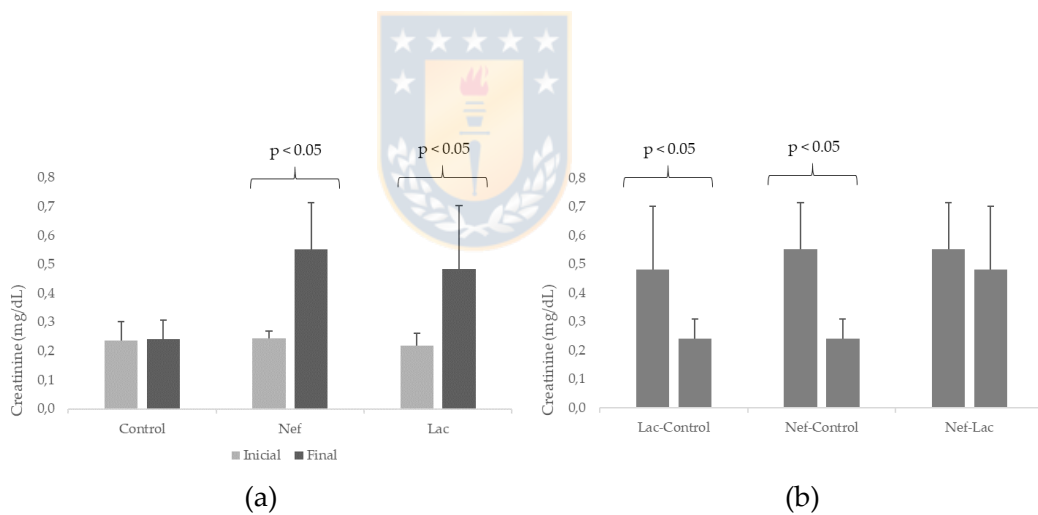 p < 0.05
p < 0.05
0,8
0,7
0,6
0,5
0,4
0,3
0,2
0,1
0,0
Creatinine (mg/dL)
Control
Nef
Lac
Inicial
Final
(a)
p < 0.05
p < 0.05
0,8
0,7
0,6
0,5
0,4
0,3
0,2
0,1
0,0
Creatinine (mg/dL)
Lac-Control
Nef-Control
Nef-Lac
(b)